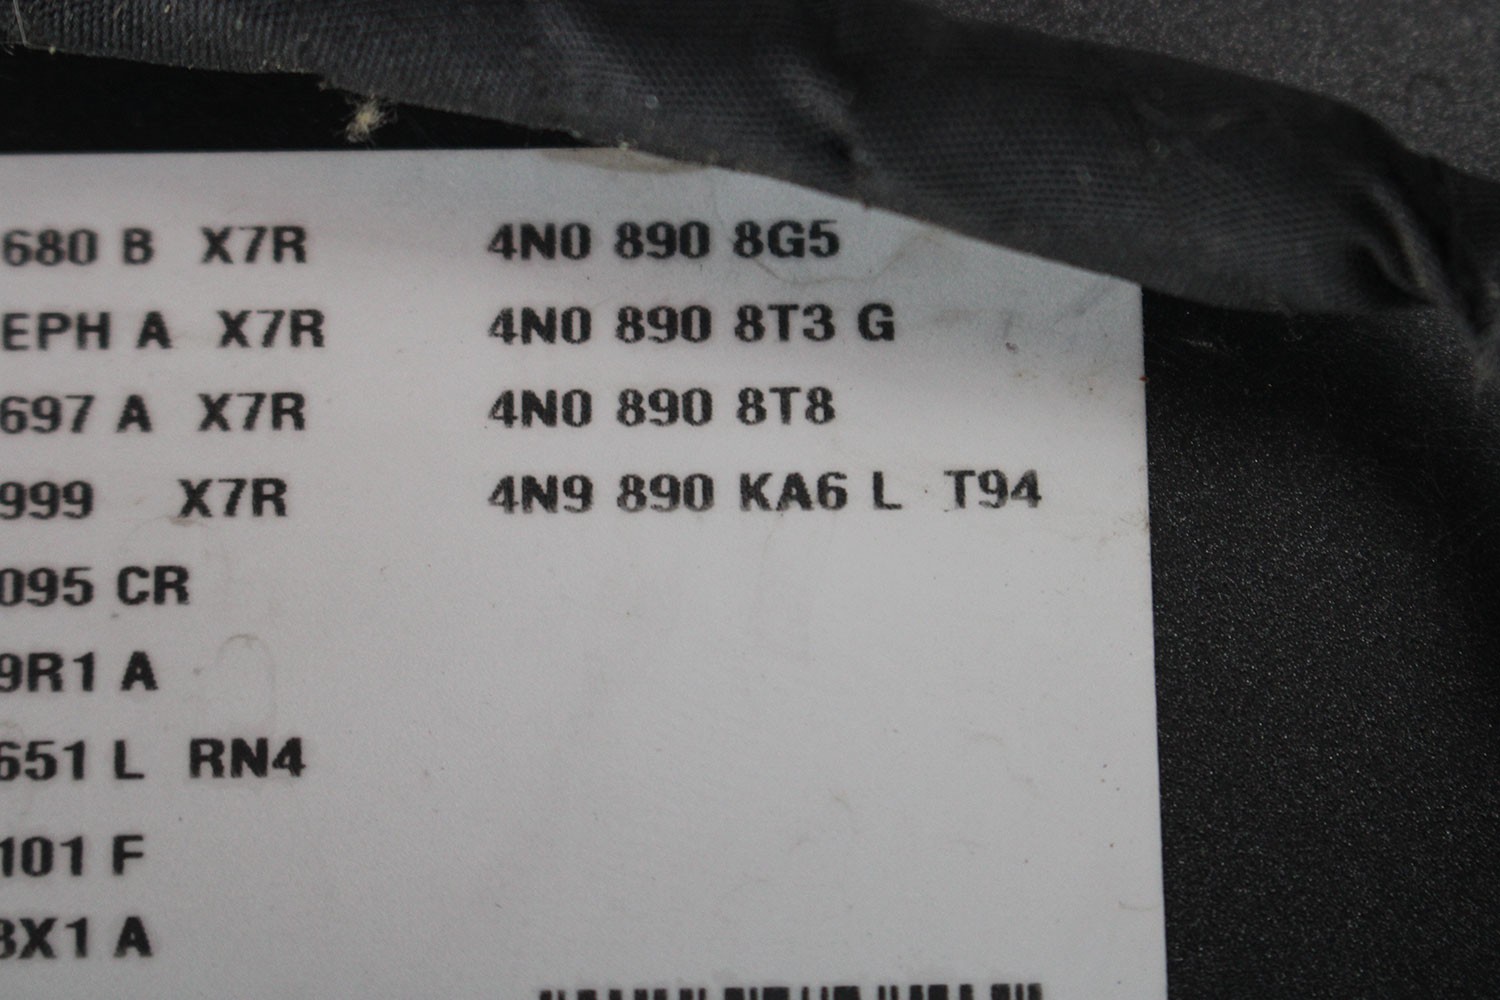 680 B X7R 4N0 890 8G5
EPH A X7R 4N0 890 8T3 G
697 A X7R 4N0 890 8T8
999 X7R 4N9 890 KA6 L T94
095 CR
9R1 A
651 L RN4
101 F
BX1 A